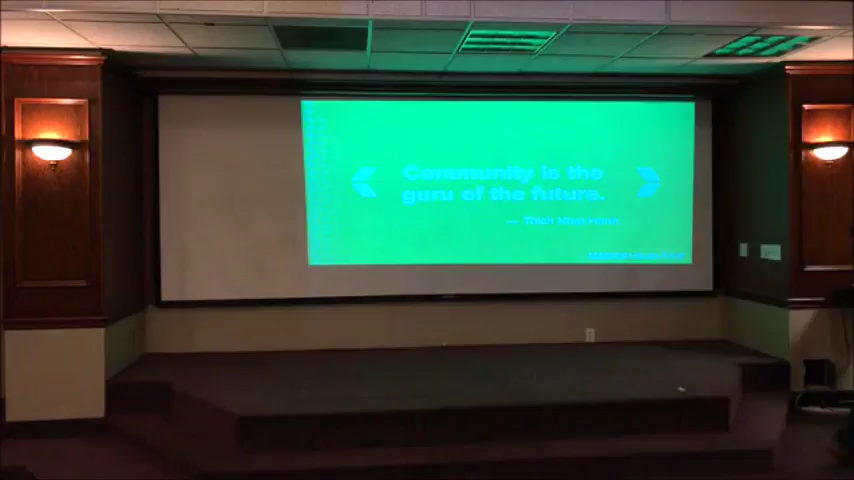 Community is the
guru of the future.
— Thich Nhat Hanh